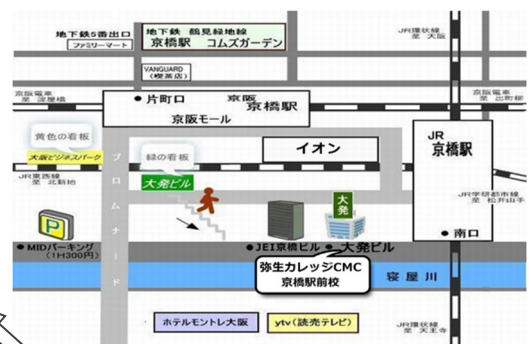 地下鉄5番出口
ファミリーマート
地下鉄 鶴見緑地線
京橋駅 コムズガーデン
JR環状線
至 大阪
VANGUARD
(喫茶店)
京阪電車
至 淀屋橋
●片町口 京阪
京橋駅
京阪モール
京阪電車
至 出町柳
黄色の看板
大阪ビジネスパーク
緑の看板
大発ビル
イオン
JR
京橋駅
JR東西線
至 北新地
プロムナード
大発
JR学研都市線
至 松井山手
P
●MIDパーキング
(1H300円)
●JEI京橋ビル
●大発ビル
●南口
弥生カレッジCMC
京橋駅前校
寝屋川
ホテルモントレ大阪
ytv(読売テレビ)
JR環状線
至 天王寺